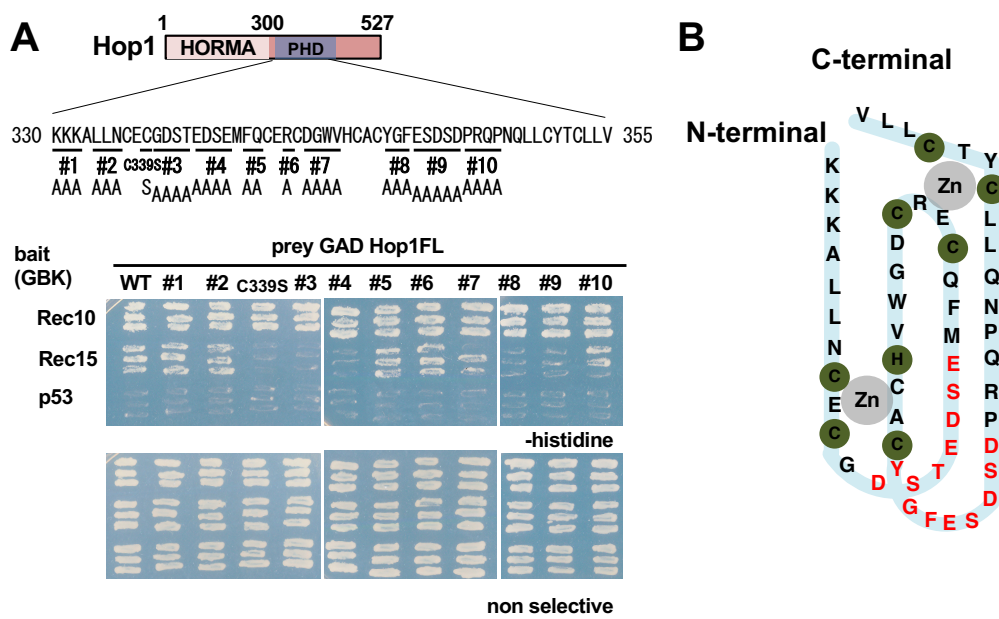 A
1 300 527
Hop1 HORMA PHD
330 KKKALLNCECGDSTEDSEMFQCERCDGWVHCACYGFESDSDPRQPNQLLCYTCLLV 355
#1 #2 C339S #3 #4 #5 #6 #7 #8 #9 #10
AAA AAA S AAAA AAAA AA A AAAA AAA AAAAA AAAA
bait
(GBK)
prey GAD Hop1FL
WT #1 #2 C339S #3 #4 #5 #6 #7 #8 #9 #10
Rec10
Rec15
p53
-histidine
non selective
B
C-terminal
N-terminal
K K K A L L N C E C G D S T E D S E M F Q C E R C D G W V H C A C Y G F E S D S D P R Q P N Q L L C Y T C L L V
Zn
Zn